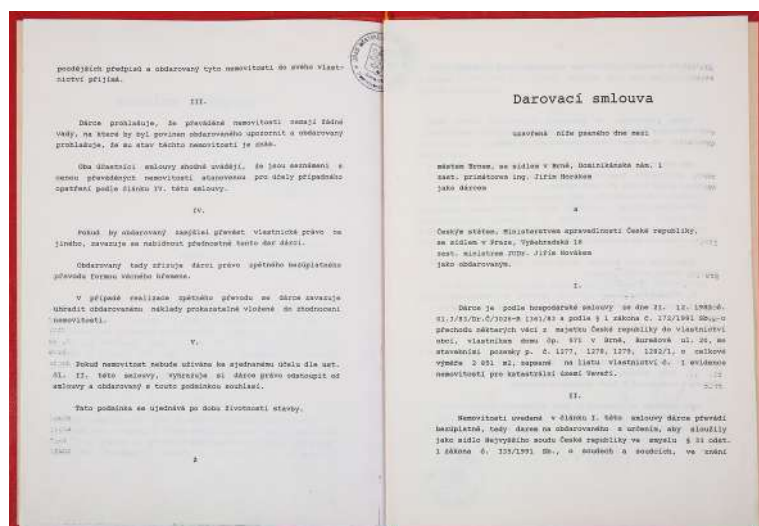 pozdějších předpisů a obdarovaný tyto nemovitosti do svého vlast-
nictví přijímá.
III.
Dárce prohlašuje, že převáděné nemovitosti nemají žádné
vady, na které by byl povinen obdarovaného upozornit a obdarovaný
prohlašuje, že mu stav těchto nemovitostí je znám.
Oba účastníci smlouvy shodně uvádějí, že jsou seznámeni s
cenou převáděných nemovitostí stanovenou pro účely případného
opatření podle článku IV. této smlouvy.
IV.
Pokud by obdarovaný zamýšlel převést vlastnické právo na
jiného, zavazuje se nabídnout přednostně tento dar dárci.
Obdarovaný tedy zřizuje dárci právo zpětného bezúplatného
převodu formou věcného břemene.
V případě realizace zpětného převodu se dárce zavazuje
uhradit obdarovanému náklady prokazatelně vložené do zhodnocení
nemovitosti.
V.
Pokud nemovitost nebude užívána ke sjednanému účelu dle ust.
čl. II. této smlouvy, vyhrazuje si dárce právo odstoupit od
smlouvy a obdarovaný s touto podmínkou souhlasí.
Tato podmínka se ujednává po dobu životnosti stavby.
Darovací smlouva
uzavřená níže psaného dne mezi
městem Brnem, se sídlem v Brně, Dominikánské nám. 1
zast. primátorem ing. Jiřím Horákem
jako dárcem
a
Českým státem, Ministerstvem spravedlnosti České republiky,
se sídlem v Praze, Vyšehradská 16
zast. ministrem JUDr. Jiřím Novákem
jako obdarovaným.
I.
Dárce je podle hospodářské smlouvy ze dne 21. 12. č.
a podle § 1 zákona č. 172/1991 Sb., o
přechodu některých věcí z majetku České republiky do vlastnictví
obcí, vlastníkem domu čp. 571 v Brně, Burešova ul. 20, se
stavebními pozemky p. č. 1277, 1278, 1279, 1282/1, o celkové
výměře 2 051 m2, zapsané na listu vlastnictví č. 1 evidence
nemovitostí pro katastrální území Veveří.
II.
Nemovitosti uvedené v článku I. této smlouvy dárce převádí
bezúplatně, tedy darem na obdarovaného s určením, aby sloužily
jako sídlo Nejvyššího soudu České republiky ve smyslu § 33 odst.
1 zákona č. 335/1991 Sb., o soudech a soudcích, ve znění